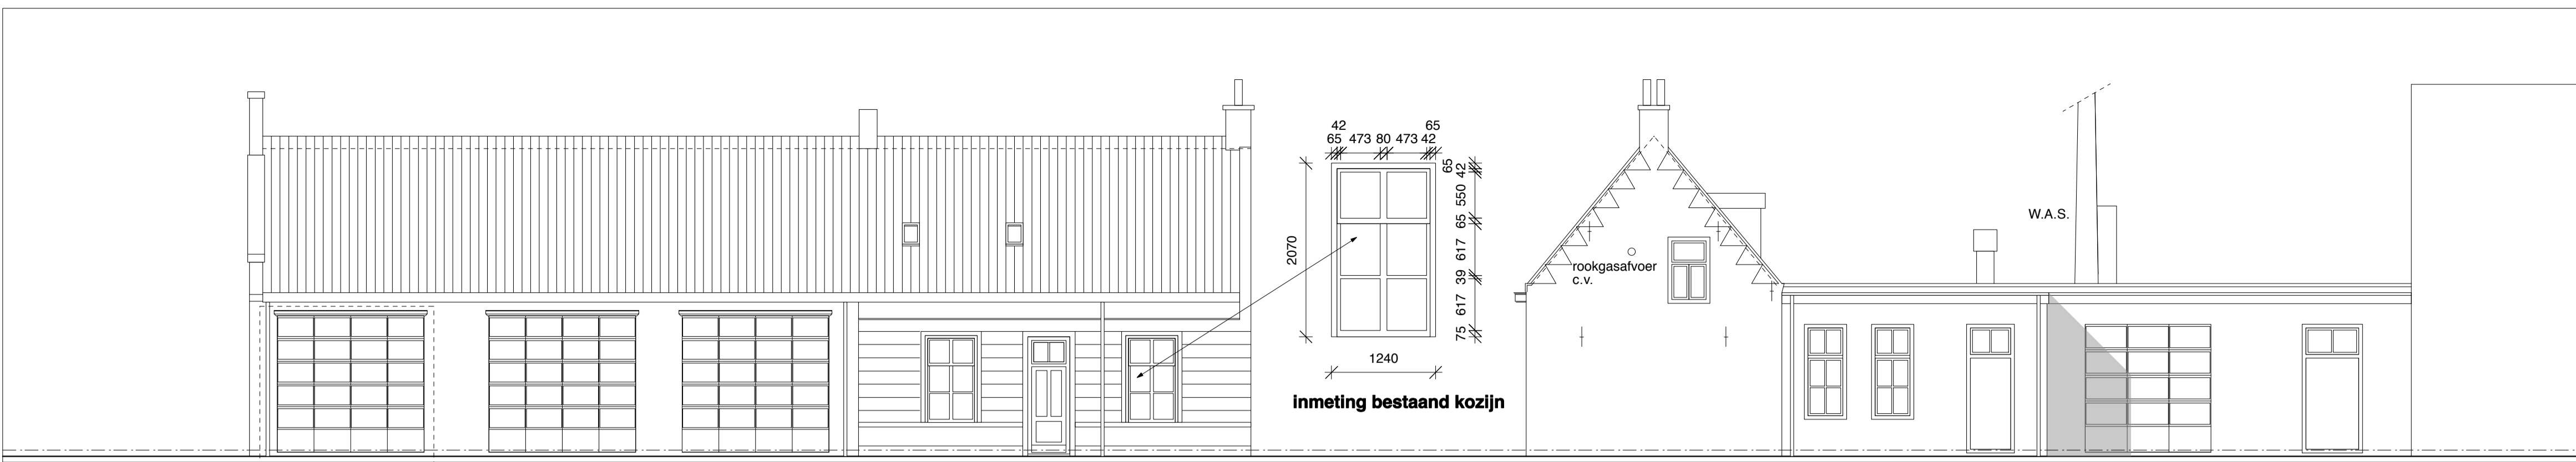 42 65
65 473 80 473 42
65
42
550
65
617
39
617
75
2070
1240
inmeting bestaand kozijn
rookgasafvoer
c.v.
W.A.S.